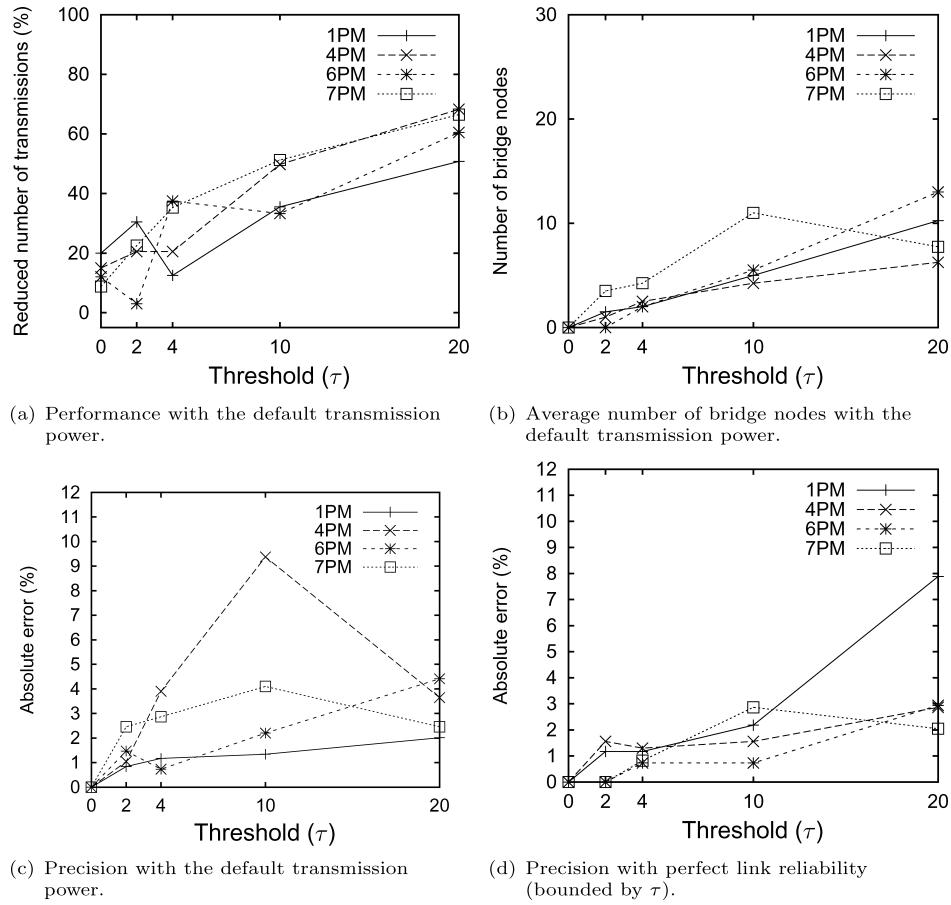 Reduced number of transmissions (%)
100
80
60
40
20
0
0 2 4 10 20
Threshold (τ)
1PM
4PM
6PM
7PM
(a) Performance with the default transmission
power.
Number of bridge nodes
30
20
10
0
0 2 4 10 20
Threshold (τ)
1PM
4PM
6PM
7PM
(b) Average number of bridge nodes with the
default transmission power.
Absolute error (%)
12
11
10
9
8
7
6
5
4
3
2
1
0
0 2 4 10 20
Threshold (τ)
1PM
4PM
6PM
7PM
(c) Precision with the default transmission
power.
Absolute error (%)
12
11
10
9
8
7
6
5
4
3
2
1
0
0 2 4 10 20
Threshold (τ)
1PM
4PM
6PM
7PM
(d) Precision with perfect link reliability
(bounded by τ).